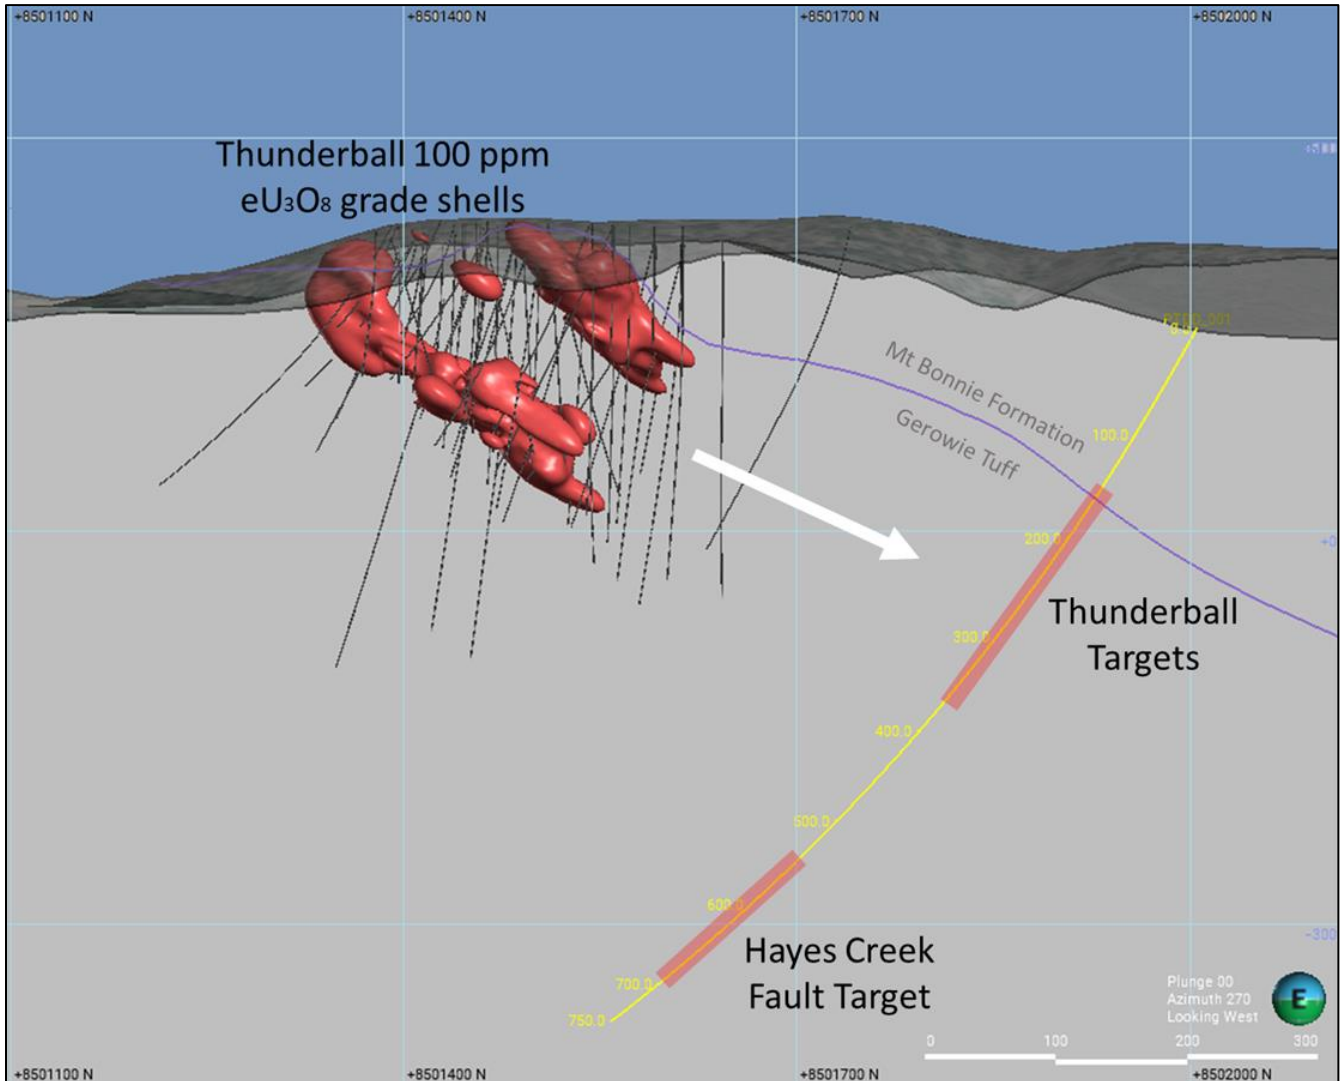 +8501100 N
+8501400 N
+8501700 N
+8502000 N
Thunderball 100 ppm
eU₃O₈ grade shells
Mt Bonnie Formation
Gerowie Tuff
100.0
200.0
+0
300.0
Thunderball
Targets
400.0
500.0
600.0
-300
Hayes Creek
Fault Target
700.0
750.0
Plunge 00
Azimuth 270
Looking West
E
0
100
200
300
+8501100 N
+8501400 N
+8501700 N
+8502000 N